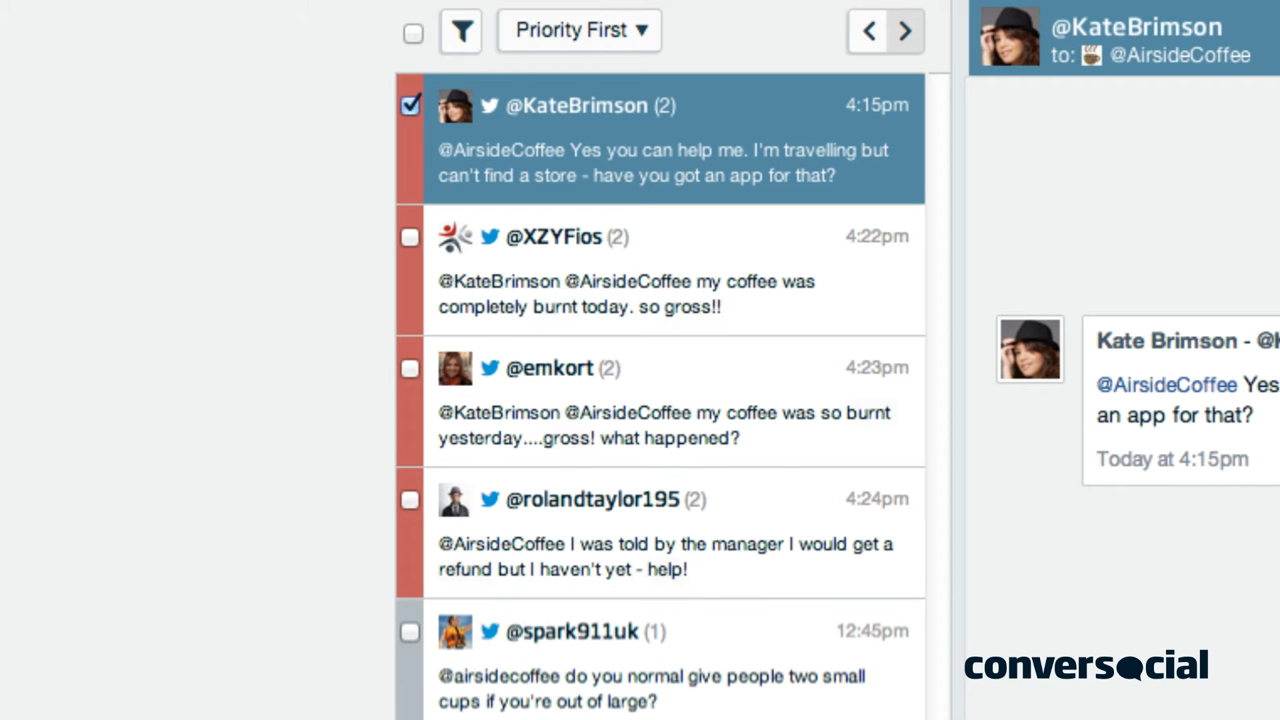 Priority First
@KateBrimson (2) 4:15pm
@AirsideCoffee Yes you can help me. I'm travelling but
can't find a store - have you got an app for that?
@XZYFios (2) 4:22pm
@KateBrimson @AirsideCoffee my coffee was
completely burnt today. so gross!!
@emkort (2) 4:23pm
@KateBrimson @AirsideCoffee my coffee was so burnt
yesterday....gross! what happened?
@rolandtaylor195 (2) 4:24pm
@AirsideCoffee I was told by the manager I would get a
refund but I haven't yet - help!
@spark911uk (1) 12:45pm
@airsidecoffee do you normal give people two small
cups if you're out of large?
@KateBrimson
to: @AirsideCoffee
Kate Brimson - @K
@AirsideCoffee Yes
an app for that?
Today at 4:15pm
conversocial